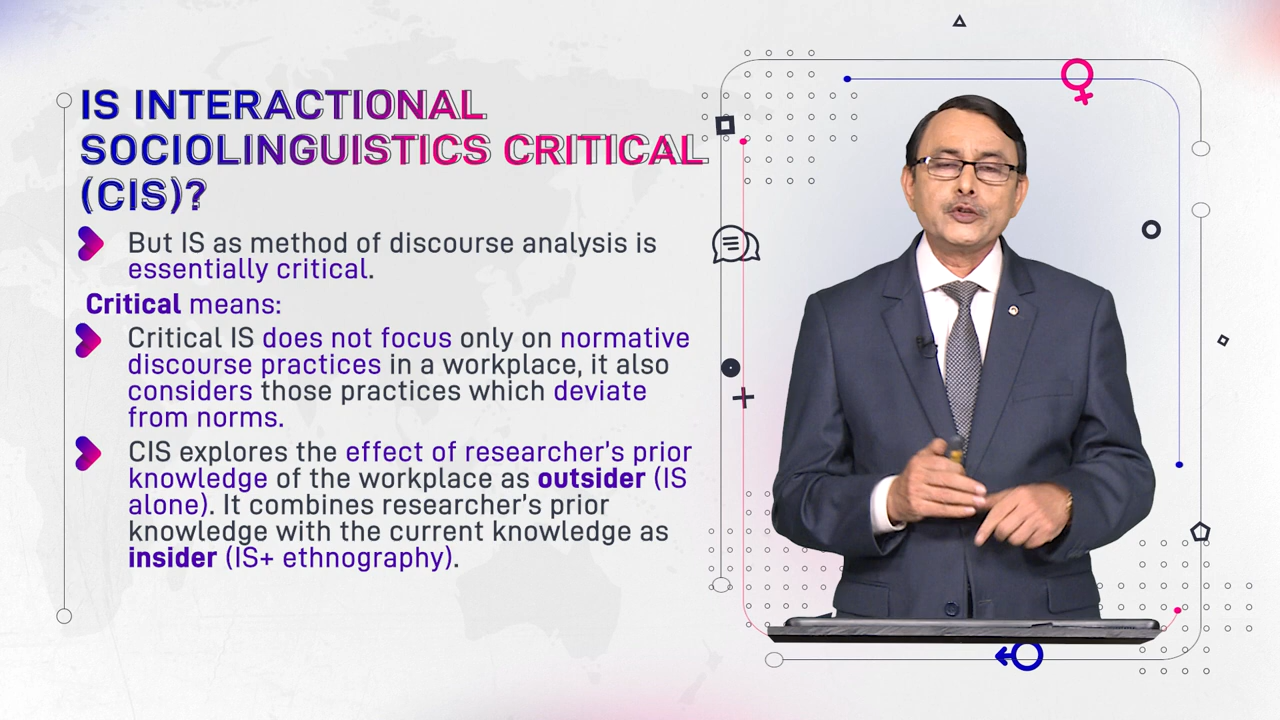 IS INTERACTIONAL
SOCIOLINGUISTICS CRITICAL
(CIS)?
But IS as method of discourse analysis is
essentially critical.
Critical means:
Critical IS does not focus only on normative
discourse practices in a workplace, it also
considers those practices which deviate
from norms.
CIS explores the effect of researcher’s prior
knowledge of the workplace as outsider (IS
alone). It combines researcher’s prior
knowledge with the current knowledge as
insider (IS+ ethnography).